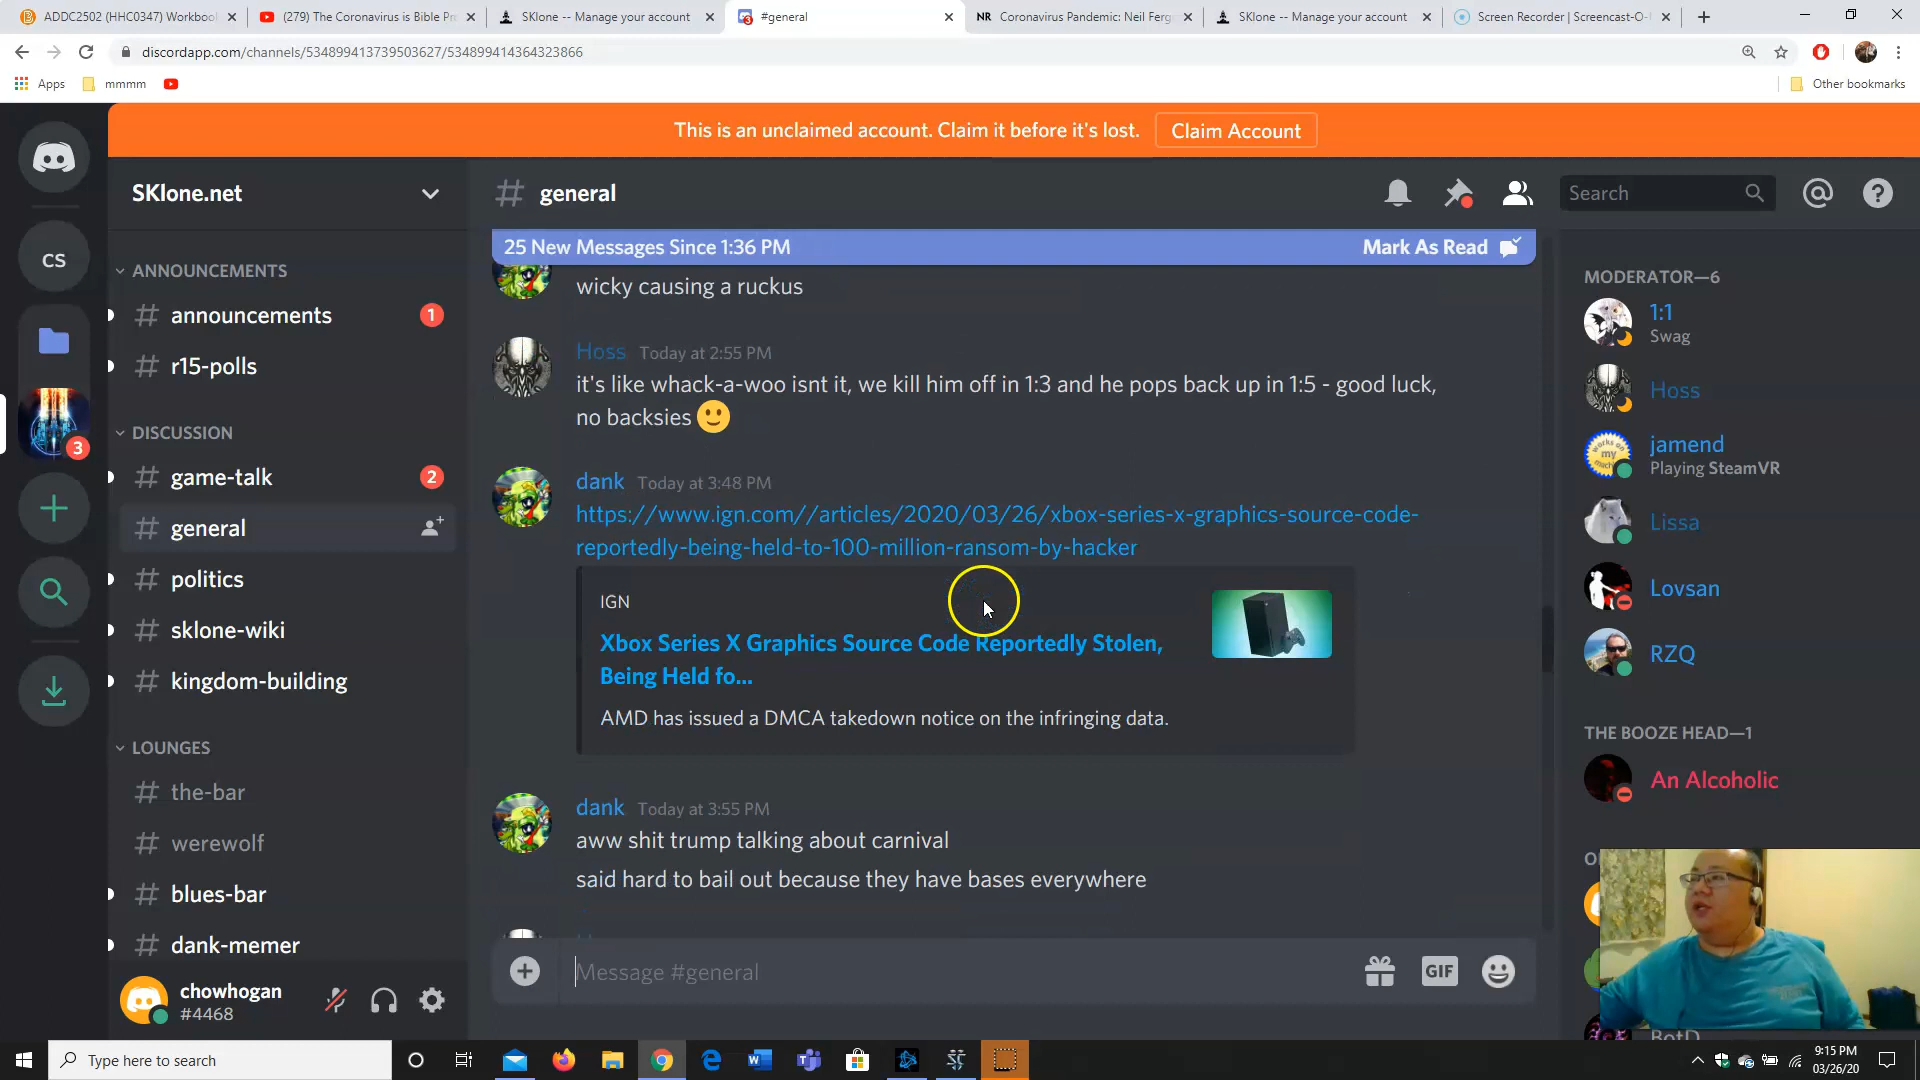 ADDC2502 (HHC0347) Workbook
(279) The Coronavirus is Bible Pr
SKlone -- Manage your account
#general
NR Coronavirus Pandemic: Neil Ferg
SKlone -- Manage your account
Screen Recorder | Screencast-O-
discordapp.com/channels/534899413739503627/534899414364323866
Apps
mmmm
Other bookmarks
This is an unclaimed account. Claim it before it's lost.
Claim Account
SKlone.net
# general
Search
25 New Messages Since 1:36 PM
Mark As Read
CS
3
ANNOUNCEMENTS
# announcements
1
# r15-polls
DISCUSSION
# game-talk
2
# general
# politics
# sklone-wiki
# kingdom-building
LOUNGES
# the-bar
# werewolf
# blues-bar
# dank-memer
chowhogan
#4468
wicky causing a ruckus
Hoss Today at 2:55 PM
it's like whack-a-woo isnt it, we kill him off in 1:3 and he pops back up in 1:5 - good luck,
no backsies 🙂
dank Today at 3:48 PM
https://www.ign.com//articles/2020/03/26/xbox-series-x-graphics-source-code-
reportedly-being-held-to-100-million-ransom-by-hacker
IGN
Xbox Series X Graphics Source Code Reportedly Stolen,
Being Held fo...
AMD has issued a DMCA takedown notice on the infringing data.
dank Today at 3:55 PM
aww shit trump talking about carnival
said hard to bail out because they have bases everywhere
Message #general
GIF
MODERATOR—6
1:1
Swag
Hoss
jamend
Playing SteamVR
Lissa
Lovsan
RZQ
THE BOOZE HEAD—1
An Alcoholic
BotD
Type here to search
9:15 PM
03/26/20